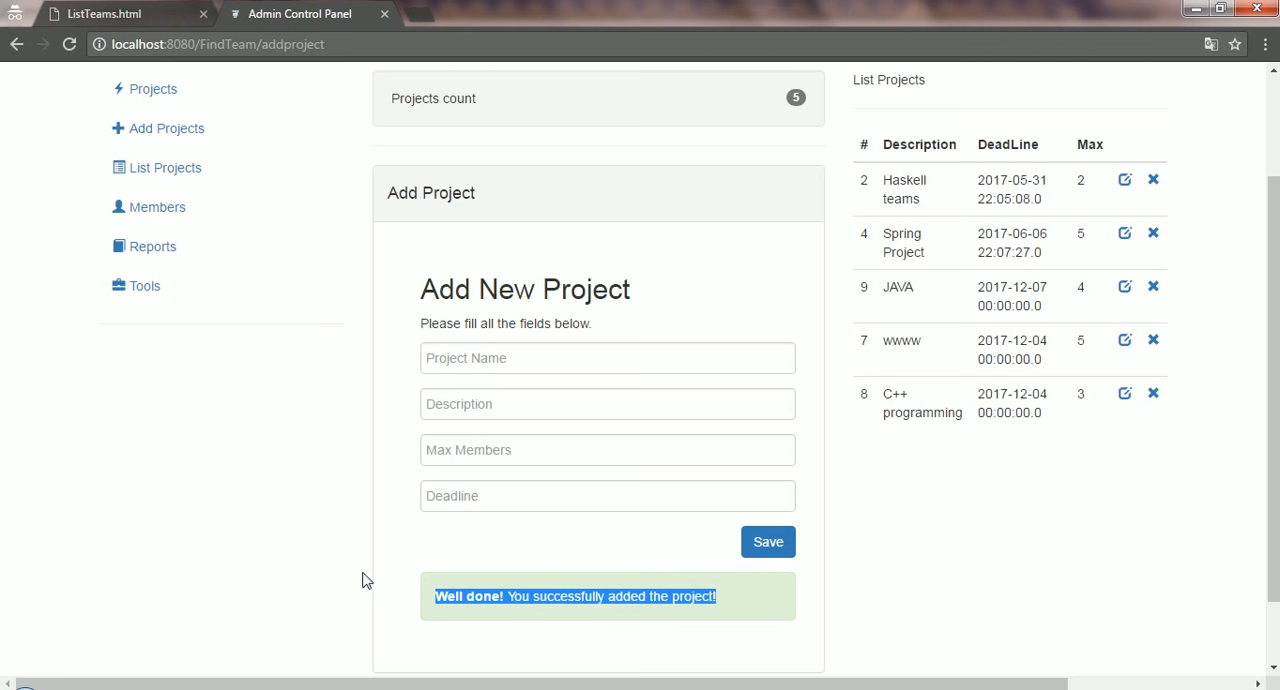 ListTeams.html
Admin Control Panel
localhost:8080/FindTeam/addproject
Projects
Add Projects
List Projects
Members
Reports
Tools
Projects count 5
Add Project
Add New Project
Please fill all the fields below.
Project Name
Description
Max Members
Deadline
Save
Well done! You successfully added the project!
List Projects
# Description DeadLine Max
2 Haskell 2017-05-31 2
teams 22:05:08.0
4 Spring 2017-06-06 5
Project 22:07:27.0
9 JAVA 2017-12-07 4
00:00:00.0
7 wwww 2017-12-04 5
00:00:00.0
8 C++ 2017-12-04 3
programming 00:00:00.0